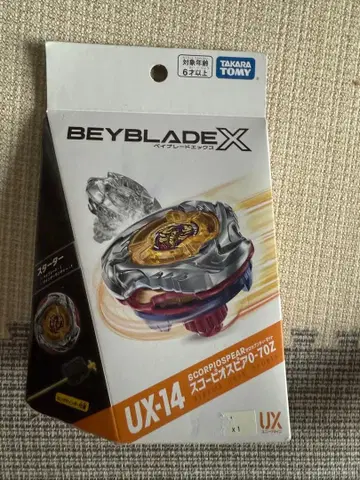 対象年齢
6才以上
TAKARA
TOMY
BEYBLADE X
ベイブレードエックス
スターター
UX-14
SCORPIOSPEAR
スコーピオスピア0-70Z
x1
UX